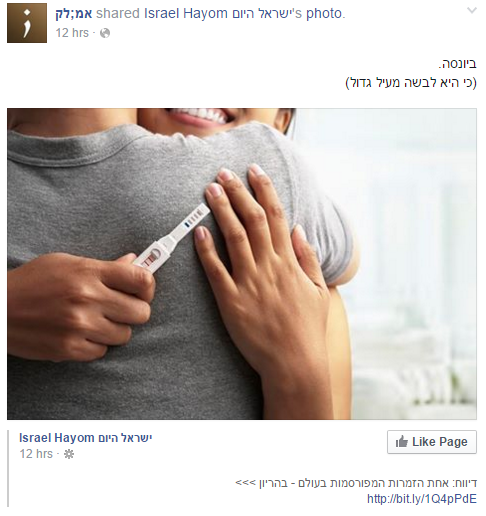 אמ;לק shared Israel Hayom ישראל היום's photo.
12 hrs ·
ביונסה.
(כי היא לבשה מעיל גדול)
Israel Hayom ישראל היום
12 hrs ·
Like Page
דיווח: אחת הזמרות המפורסמות בעולם - בהריון >>>
http://bit.ly/1Q4pPdE